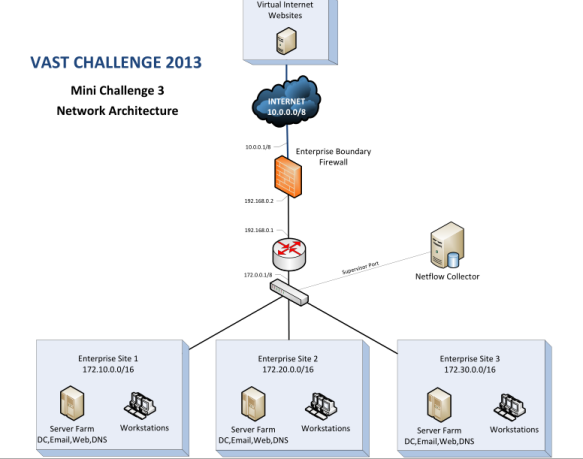 Virtual Internet
Websites
VAST CHALLENGE 2013
Mini Challenge 3
Network Architecture
INTERNET
10.0.0.0/8
10.0.0.1/8
Enterprise Boundary
Firewall
192.168.0.2
192.168.0.1
172.0.0.1/8
Supervisor Port
Netflow Collector
Enterprise Site 1
172.10.0.0/16
Server Farm
DC,Email,Web,DNS
Workstations
Enterprise Site 2
172.20.0.0/16
Server Farm
DC,Email,Web,DNS
Workstations
Enterprise Site 3
172.30.0.0/16
Server Farm
DC,Email,Web,DNS
Workstations